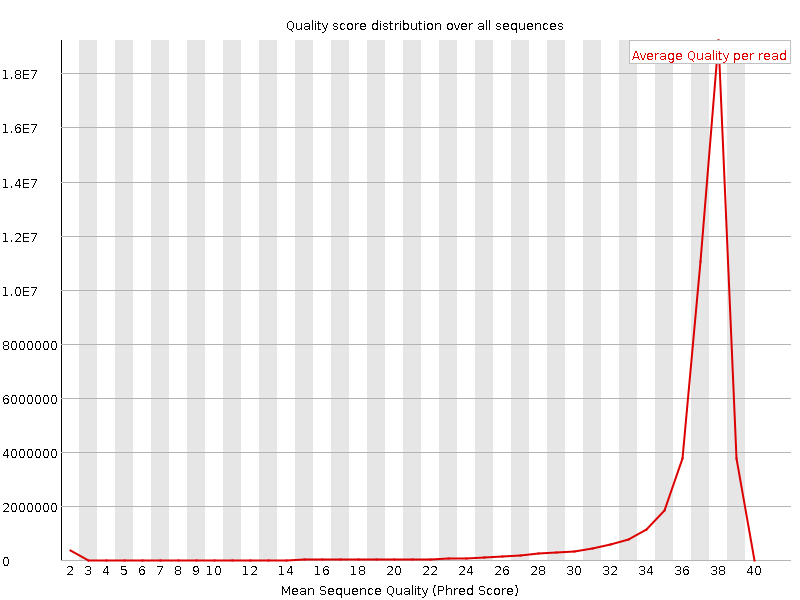 Quality score distribution over all sequences
Average Quality per read
1.8E7
1.6E7
1.4E7
1.2E7
1.0E7
8000000
6000000
4000000
2000000
0
2 3 4 5 6 7 8 9 10 12 14 16 18 20 22 24 26 28 30 32 34 36 38 40
Mean Sequence Quality (Phred Score)